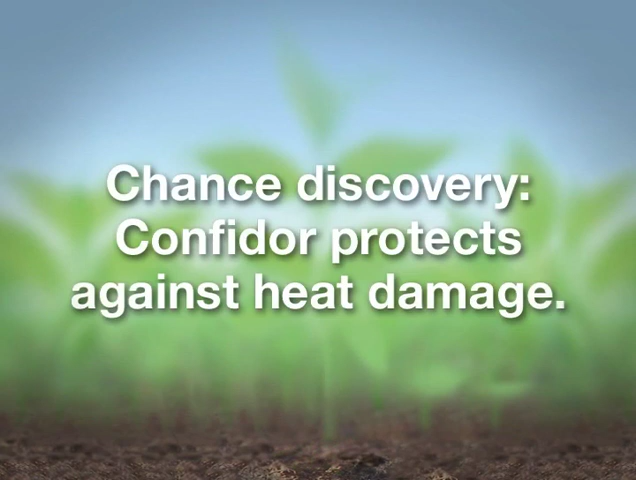 Chance discovery:
Confidor protects
against heat damage.